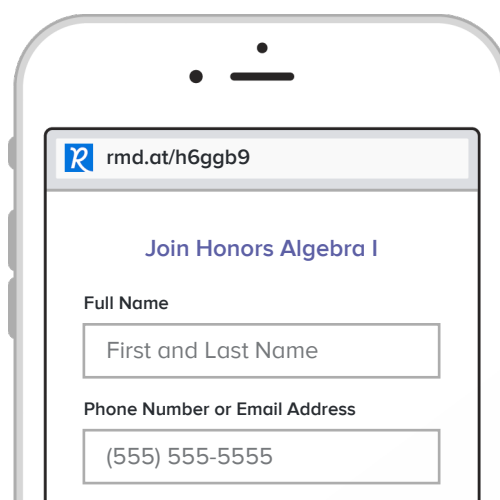 R rmd.at/h6ggb9
Join Honors Algebra I
Full Name
First and Last Name
Phone Number or Email Address
(555) 555-5555